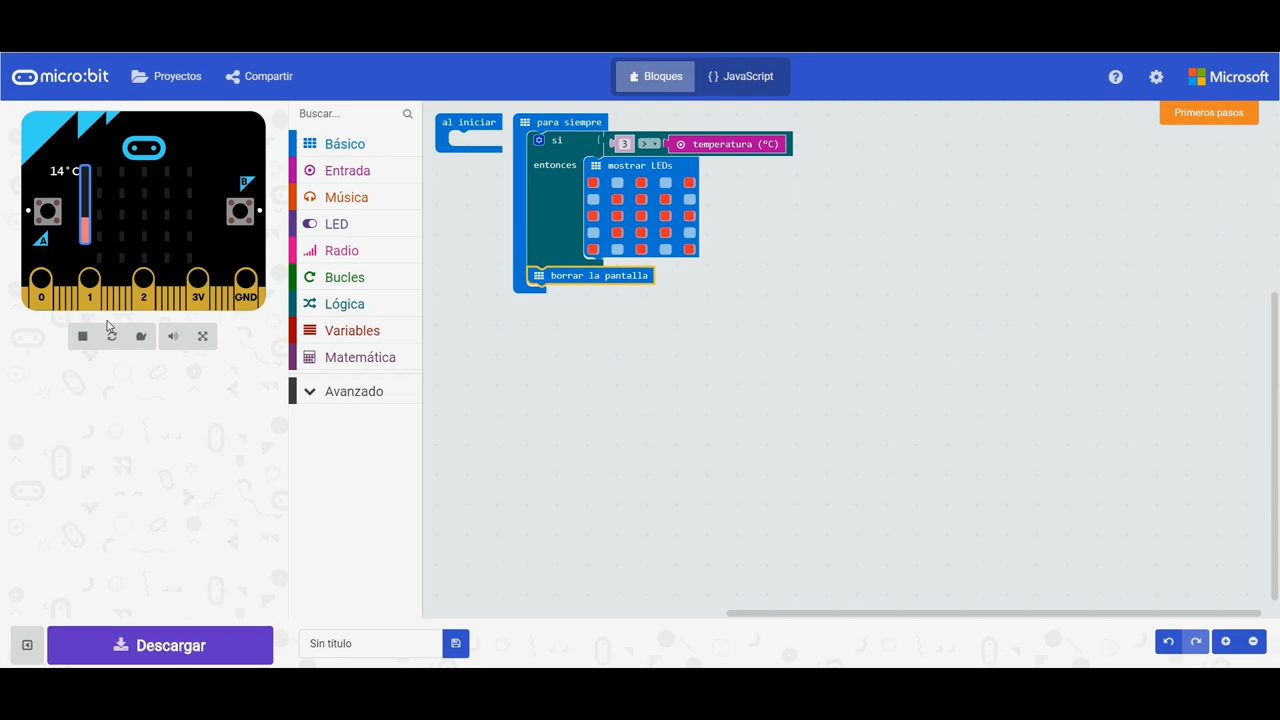 micro:bit
Proyectos
Compartir
Bloques
{ } JavaScript
Microsoft
Primeros pasos
14°C
A
B
0
1
2
3V
GND
Buscar...
Básico
Entrada
Música
LED
Radio
Bucles
Lógica
Variables
Matemática
Avanzado
al iniciar
para siempre
si
3 > temperatura (°C)
entonces
mostrar LEDs
borrar la pantalla
Descargar
Sin título